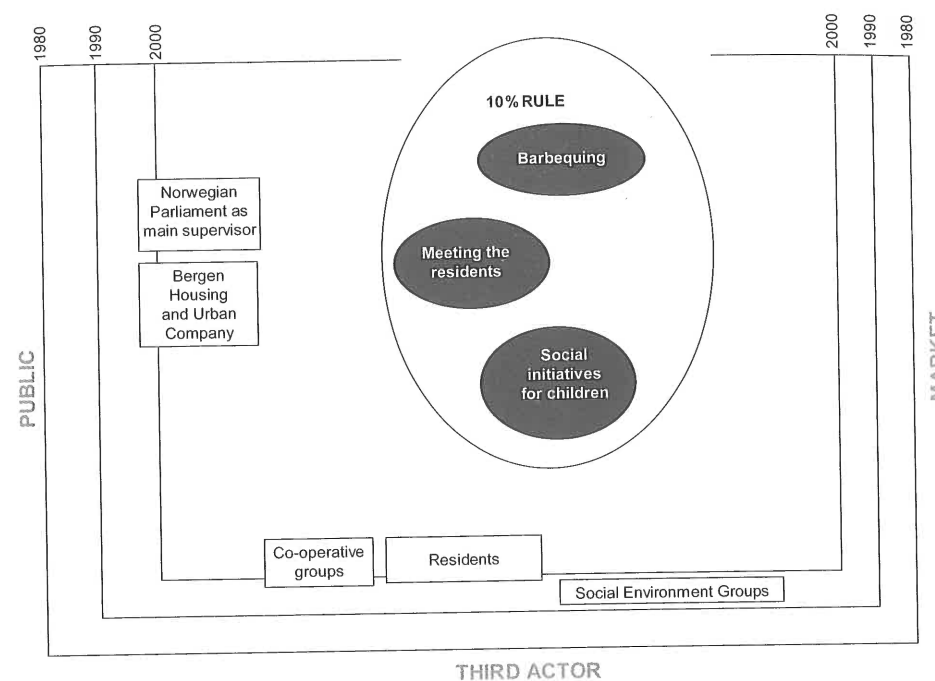 1980
1990
2000
2000
1990
1980
10% RULE
Barbequing
Norwegian
Parliament as
main supervisor
Meeting the
residents
Bergen
Housing
and Urban
Company
Social
initiatives
for children
PUBLIC
MARKET
Co-operative
groups
Residents
Social Environment Groups
THIRD ACTOR